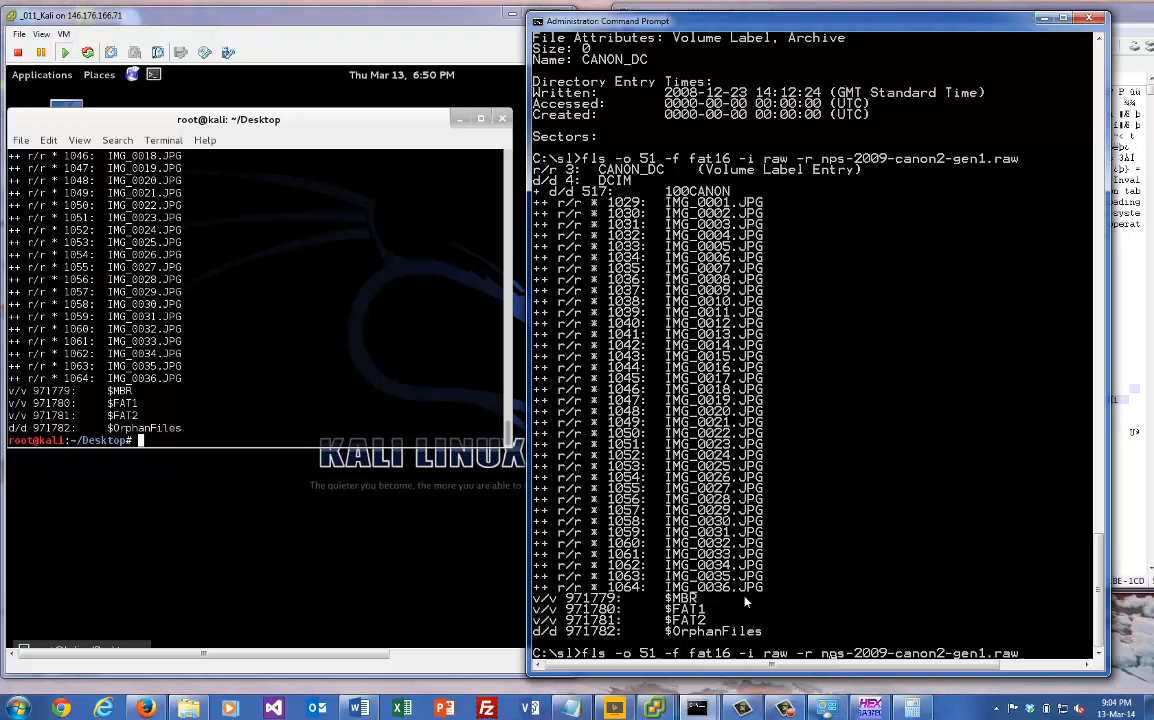 _011_Kali on 146.176.166.71
File View VM
Applications Places Thu Mar 13, 6:50 PM
root@kali: ~/Desktop
File Edit View Search Terminal Help
++ r/r * 1046: IMG_0018.JPG
++ r/r * 1047: IMG_0019.JPG
++ r/r * 1048: IMG_0020.JPG
++ r/r * 1049: IMG_0021.JPG
++ r/r * 1050: IMG_0022.JPG
++ r/r * 1051: IMG_0023.JPG
++ r/r * 1052: IMG_0024.JPG
++ r/r * 1053: IMG_0025.JPG
++ r/r * 1054: IMG_0026.JPG
++ r/r * 1055: IMG_0027.JPG
++ r/r * 1056: IMG_0028.JPG
++ r/r * 1057: IMG_0029.JPG
++ r/r * 1058: IMG_0030.JPG
++ r/r * 1059: IMG_0031.JPG
++ r/r * 1060: IMG_0032.JPG
++ r/r * 1061: IMG_0033.JPG
++ r/r * 1062: IMG_0034.JPG
++ r/r * 1063: IMG_0035.JPG
++ r/r * 1064: IMG_0036.JPG
v/v 971779: $MBR
v/v 971780: $FAT1
v/v 971781: $FAT2
d/d 971782: $OrphanFiles
root@kali:~/Desktop#
KALI LINUX
The quieter you become, the more you are able to
Administrator: Command Prompt
File Attributes: Volume Label, Archive
Size: 0
Name: CANON_DC
Directory Entry Times:
Written: 2008-12-23 14:12:24 (GMT Standard Time)
Accessed: 0000-00-00 00:00:00 (UTC)
Created: 0000-00-00 00:00:00 (UTC)
Sectors:
C:\sl>fls -o 51 -f fat16 -i raw -r nps-2009-canon2-gen1.raw
r/r 3: CANON_DC (Volume Label Entry)
d/d 4: DCIM
+ d/d 517: 100CANON
++ r/r * 1029: IMG_0001.JPG
++ r/r * 1030: IMG_0002.JPG
++ r/r * 1031: IMG_0003.JPG
++ r/r * 1032: IMG_0004.JPG
++ r/r * 1033: IMG_0005.JPG
++ r/r * 1034: IMG_0006.JPG
++ r/r * 1035: IMG_0007.JPG
++ r/r * 1036: IMG_0008.JPG
++ r/r * 1037: IMG_0009.JPG
++ r/r * 1038: IMG_0010.JPG
++ r/r * 1039: IMG_0011.JPG
++ r/r * 1040: IMG_0012.JPG
++ r/r * 1041: IMG_0013.JPG
++ r/r * 1042: IMG_0014.JPG
++ r/r * 1043: IMG_0015.JPG
++ r/r * 1044: IMG_0016.JPG
++ r/r * 1045: IMG_0017.JPG
++ r/r * 1046: IMG_0018.JPG
++ r/r * 1047: IMG_0019.JPG
++ r/r * 1048: IMG_0020.JPG
++ r/r * 1049: IMG_0021.JPG
++ r/r * 1050: IMG_0022.JPG
++ r/r * 1051: IMG_0023.JPG
++ r/r * 1052: IMG_0024.JPG
++ r/r * 1053: IMG_0025.JPG
++ r/r * 1054: IMG_0026.JPG
++ r/r * 1055: IMG_0027.JPG
++ r/r * 1056: IMG_0028.JPG
++ r/r * 1057: IMG_0029.JPG
++ r/r * 1058: IMG_0030.JPG
++ r/r * 1059: IMG_0031.JPG
++ r/r * 1060: IMG_0032.JPG
++ r/r * 1061: IMG_0033.JPG
++ r/r * 1062: IMG_0034.JPG
++ r/r * 1063: IMG_0035.JPG
++ r/r * 1064: IMG_0036.JPG
v/v 971779: $MBR
v/v 971780: $FAT1
v/v 971781: $FAT2
d/d 971782: $OrphanFiles
C:\sl>fls -o 51 -f fat16 -i raw -r nps-2009-canon2-gen1.raw
Inval
on tab
oading
syste
operat
BE-1CD
9:04 PM
13-Mar-14